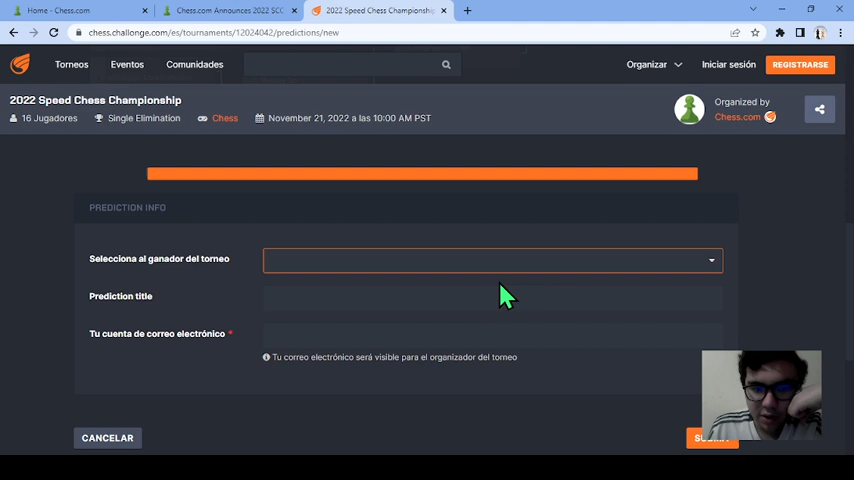 Home - Chess.com
Chess.com Announces 2022 SCC
2022 Speed Chess Championship
chess.challonge.com/es/tournaments/12024042/predictions/new
Torneos Eventos Comunidades Organizar Iniciar sesión REGISTRARSE
2022 Speed Chess Championship
16 Jugadores Single Elimination Chess November 21, 2022 a las 10:00 AM PST
Organized by
Chess.com
PREDICTION INFO
Selecciona al ganador del torneo
Prediction title
Tu cuenta de correo electrónico *
Tu correo electrónico será visible para el organizador del torneo
CANCELAR